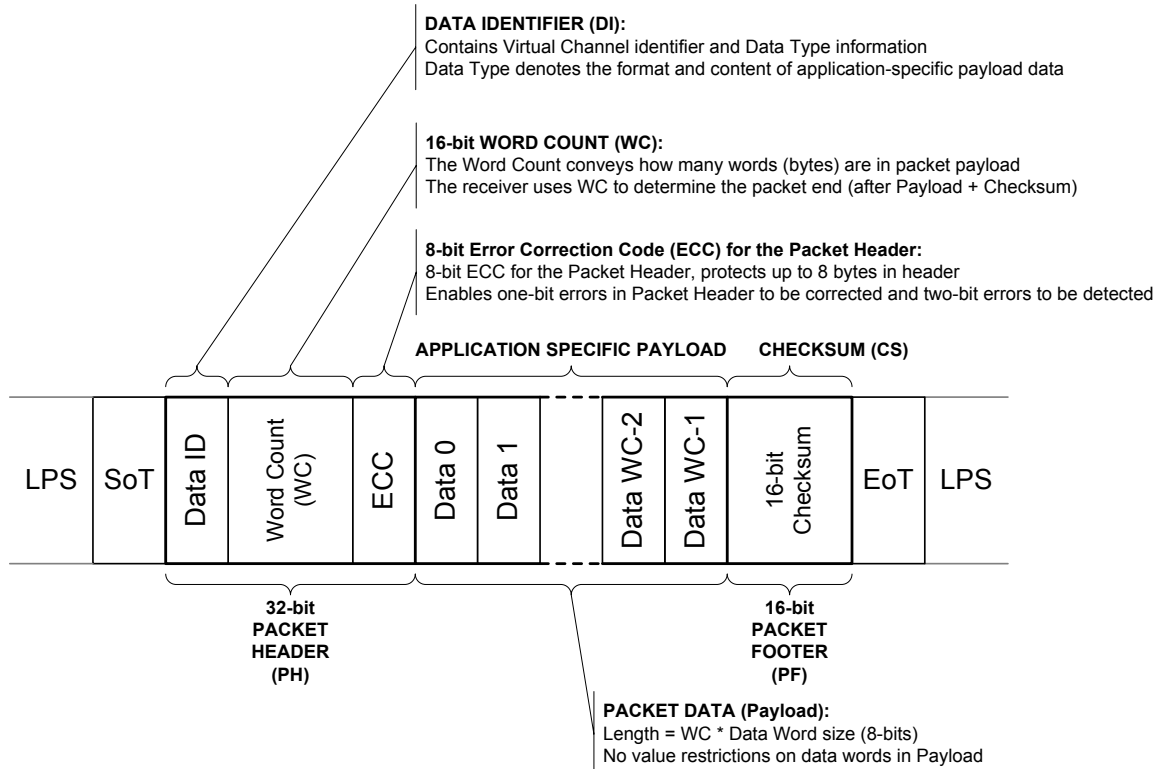 DATA IDENTIFIER (DI):
Contains Virtual Channel identifier and Data Type information
Data Type denotes the format and content of application-specific payload data
16-bit WORD COUNT (WC):
The Word Count conveys how many words (bytes) are in packet payload
The receiver uses WC to determine the packet end (after Payload + Checksum)
8-bit Error Correction Code (ECC) for the Packet Header:
8-bit ECC for the Packet Header, protects up to 8 bytes in header
Enables one-bit errors in Packet Header to be corrected and two-bit errors to be detected
APPLICATION SPECIFIC PAYLOAD
CHECKSUM (CS)
LPS
SoT
Data ID
Word Count
(WC)
ECC
Data 0
Data 1
Data WC-2
Data WC-1
16-bit
Checksum
EoT
LPS
32-bit
PACKET
HEADER
(PH)
16-bit
PACKET
FOOTER
(PF)
PACKET DATA (Payload):
Length = WC * Data Word size (8-bits)
No value restrictions on data words in Payload